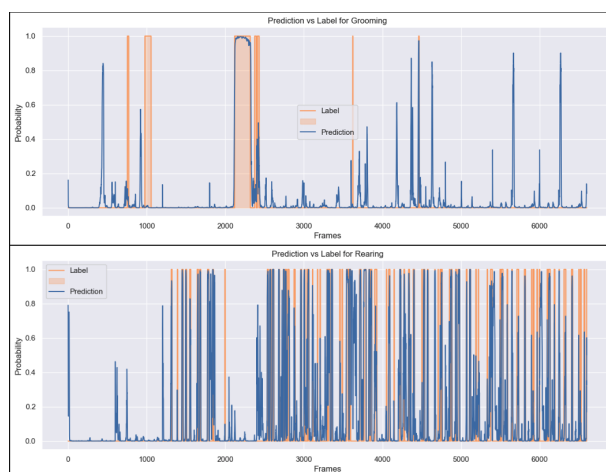 Prediction vs Label for Grooming
1.0
0.8
0.6
0.4
0.2
0.0
Probability
Label
Prediction
0
1000
2000
3000
4000
5000
6000
Frames
Prediction vs Label for Rearing
Label
Prediction
1.0
0.8
0.6
0.4
0.2
0.0
Probability
0
1000
2000
3000
4000
5000
6000
Frames